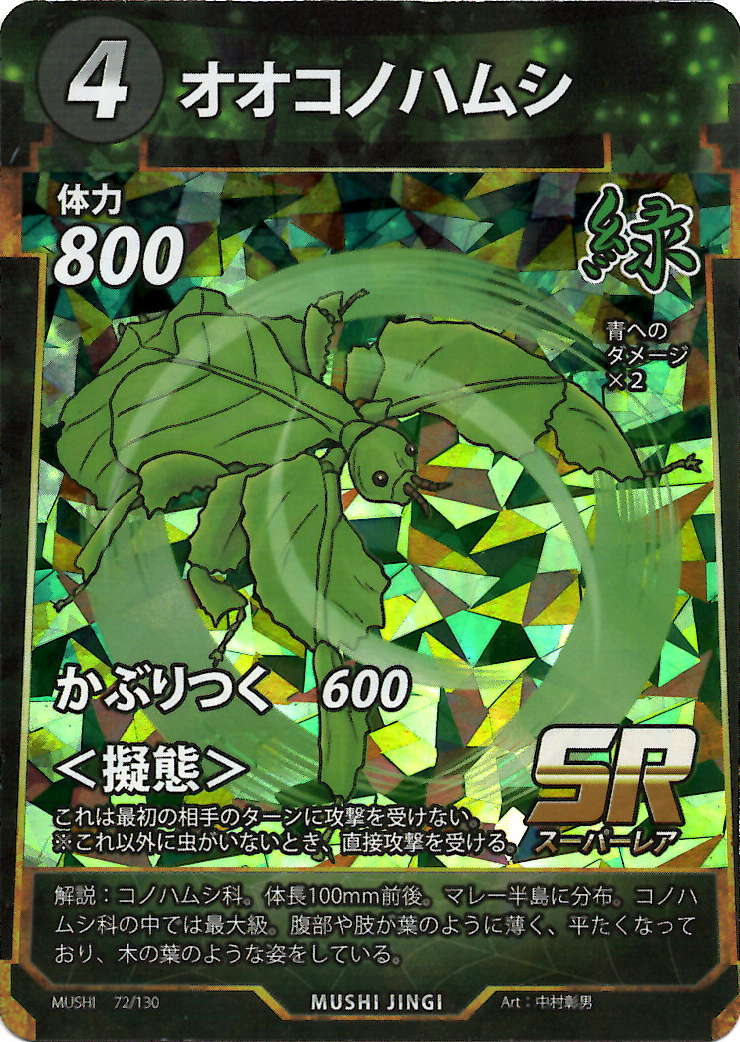 4 オオコノハムシ
体力
800
緑
青への
ダメージ
×2
かぶりつく 600
＜擬態＞
これは最初の相手のターンに攻撃を受けない。
※これ以外に虫がいないとき、直接攻撃を受ける。
SR
スーパーレア
解説：コノハムシ科。体長100mm前後。マレー半島に分布。コノハ
ムシ科の中では最大級。腹部や肢が葉のように薄く、平たくなって
おり、木の葉のような姿をしている。
MUSHI 72/130 MUSHI JINGI Art：中村彰男